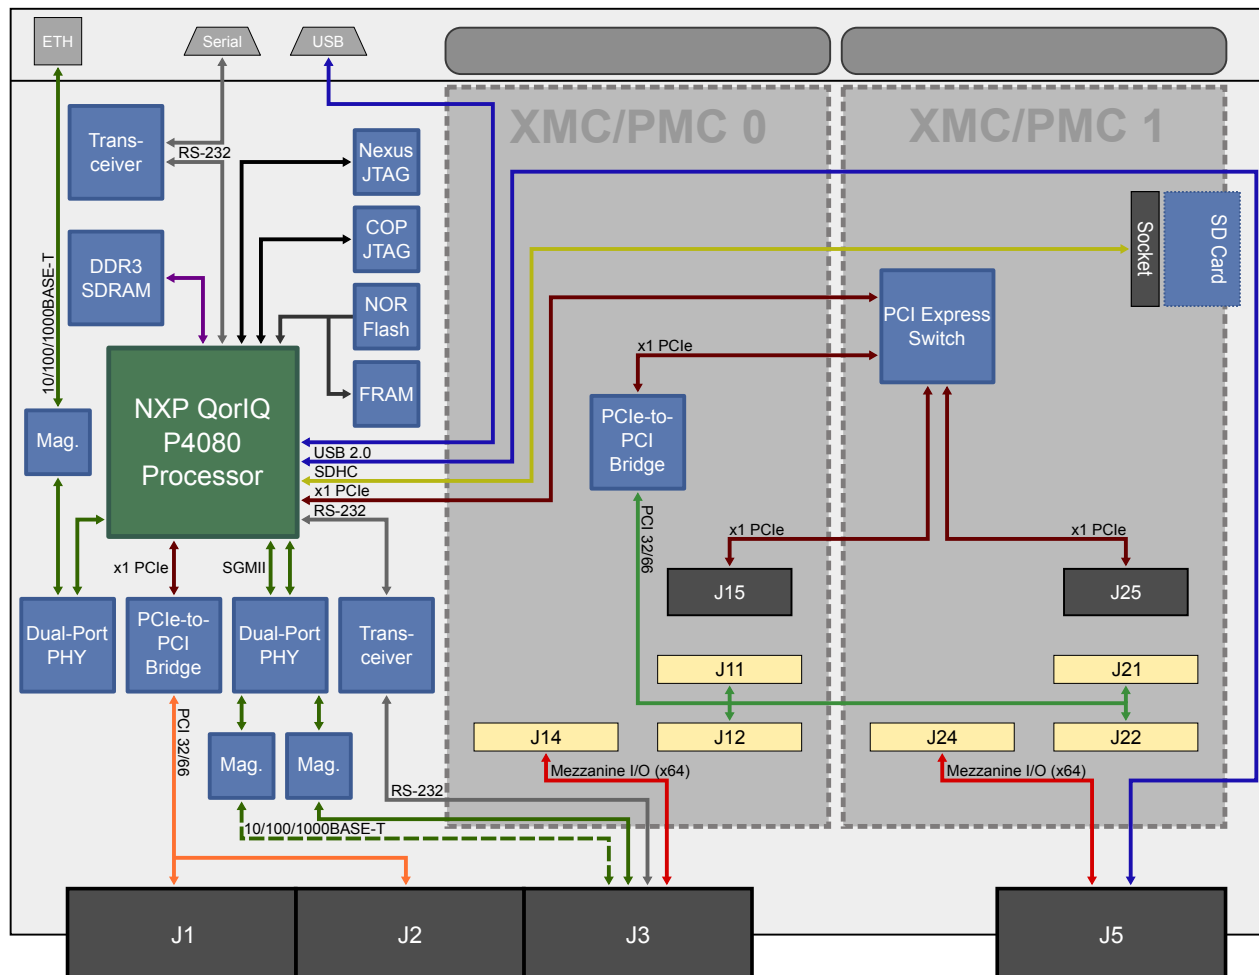 ETH
Serial
USB
XMC/PMC 0
XMC/PMC 1
Trans-
ceiver
RS-232
Nexus
JTAG
COP
JTAG
Socket
SD Card
DDR3
SDRAM
10/100/1000BASE-T
NOR
Flash
PCI Express
Switch
x1 PCIe
FRAM
NXP QorIQ
P4080
Processor
Mag.
PCIe-to-
PCI
Bridge
USB 2.0
SDHC
x1 PCIe
RS-232
PCI 32/66
x1 PCIe
x1 PCIe
x1 PCIe
SGMII
J15
J25
Dual-Port
PHY
PCIe-to-
PCI
Bridge
Dual-Port
PHY
Trans-
ceiver
J11
J21
PCI 32/66
J14
J12
J24
J22
Mag.
Mag.
Mezzanine I/O (x64)
Mezzanine I/O (x64)
RS-232
10/100/1000BASE-T
J1
J2
J3
J5